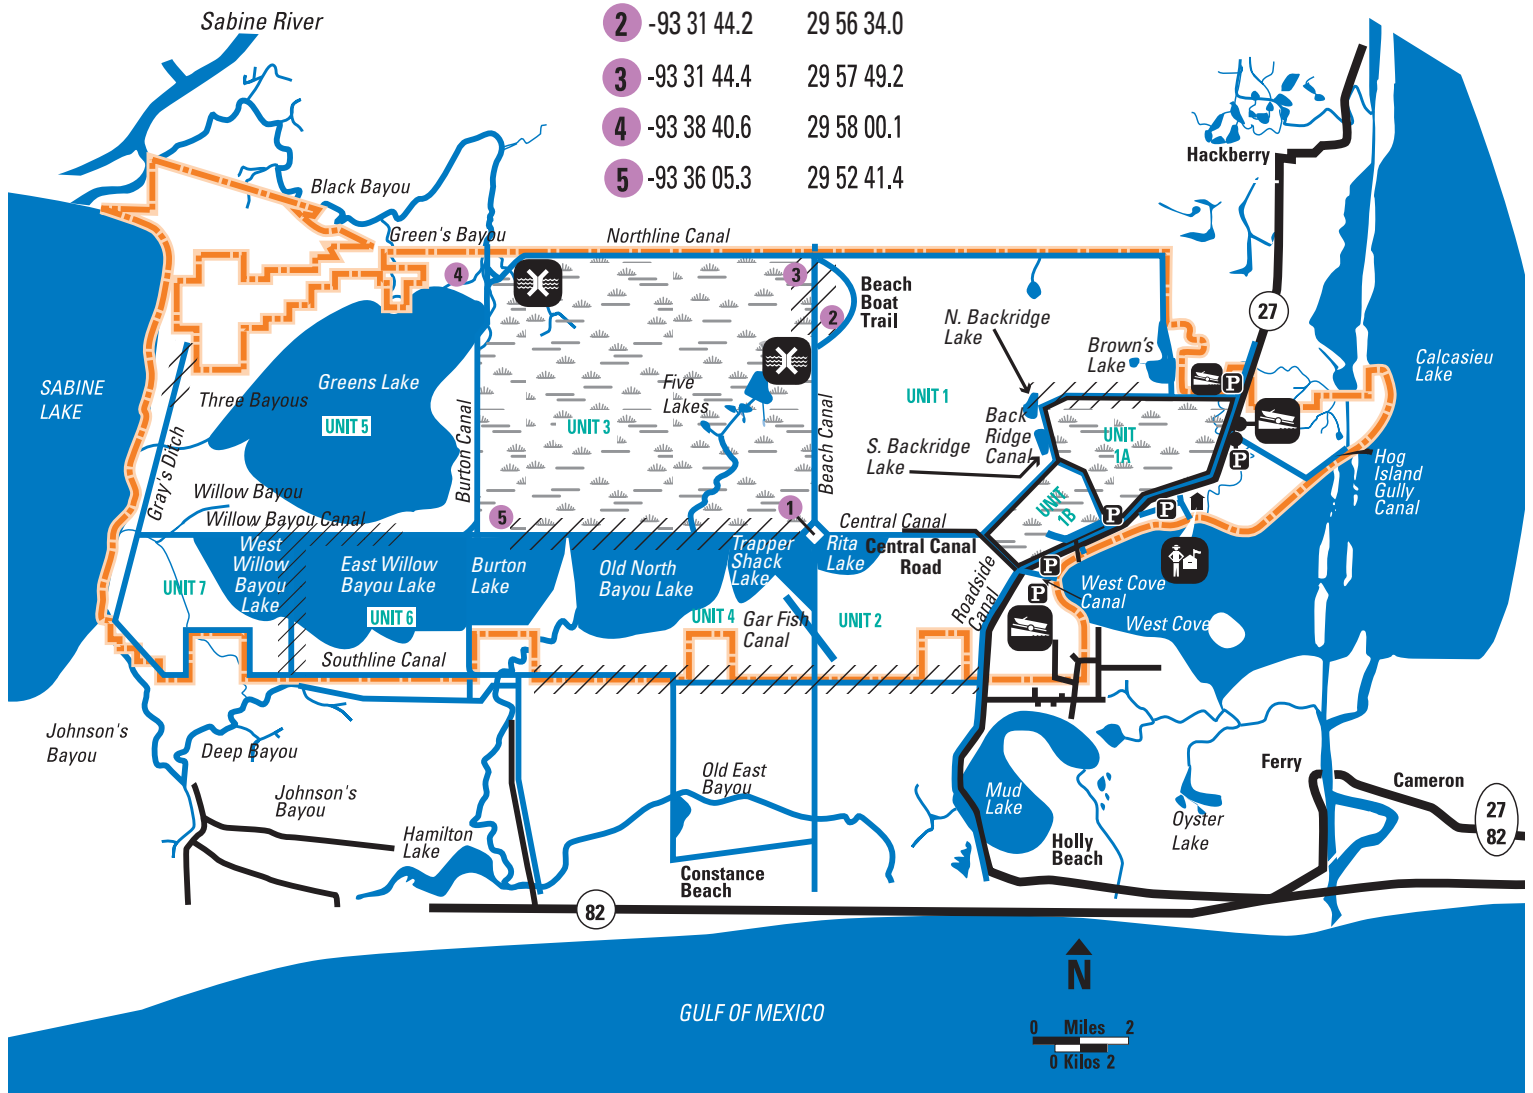 Sabine River
2 -93 31 44.2 29 56 34.0
3 -93 31 44.4 29 57 49.2
4 -93 38 40.6 29 58 00.1
5 -93 36 05.3 29 52 41.4
Hackberry
Black Bayou
Green's Bayou
Northline Canal
4
3
2
Beach
Boat
Trail
27
N. Backridge
Lake
Brown's
Lake
Calcasieu
Lake
SABINE
LAKE
Greens Lake
Three Bayous
UNIT 5
Five
Lakes
UNIT 3
UNIT 1
P
Back
Ridge
Canal
UNIT
1A
S. Backridge
Lake
P
Hog
Island
Gully
Canal
Gray's Ditch
Burton Canal
Beach Canal
Willow Bayou
Willow Bayou Canal
5
1
Central Canal
UNIT
1B
P
P
West
Willow
Bayou
Lake
East Willow
Bayou Lake
Burton
Lake
Old North
Bayou Lake
Trapper
Shack
Lake
Rita
Lake
Central Canal
Road
P
P
West Cove
Canal
West Cove
Roadside
Canal
UNIT 7
UNIT 6
UNIT 4
Gar Fish
Canal
UNIT 2
Southline Canal
Johnson's
Bayou
Deep Bayou
Johnson's
Bayou
Hamilton
Lake
Old East
Bayou
Mud
Lake
Oyster
Lake
Ferry
Cameron
27
82
Holly
Beach
Constance
Beach
82
N
GULF OF MEXICO
0 Miles 2
0 Kilos 2